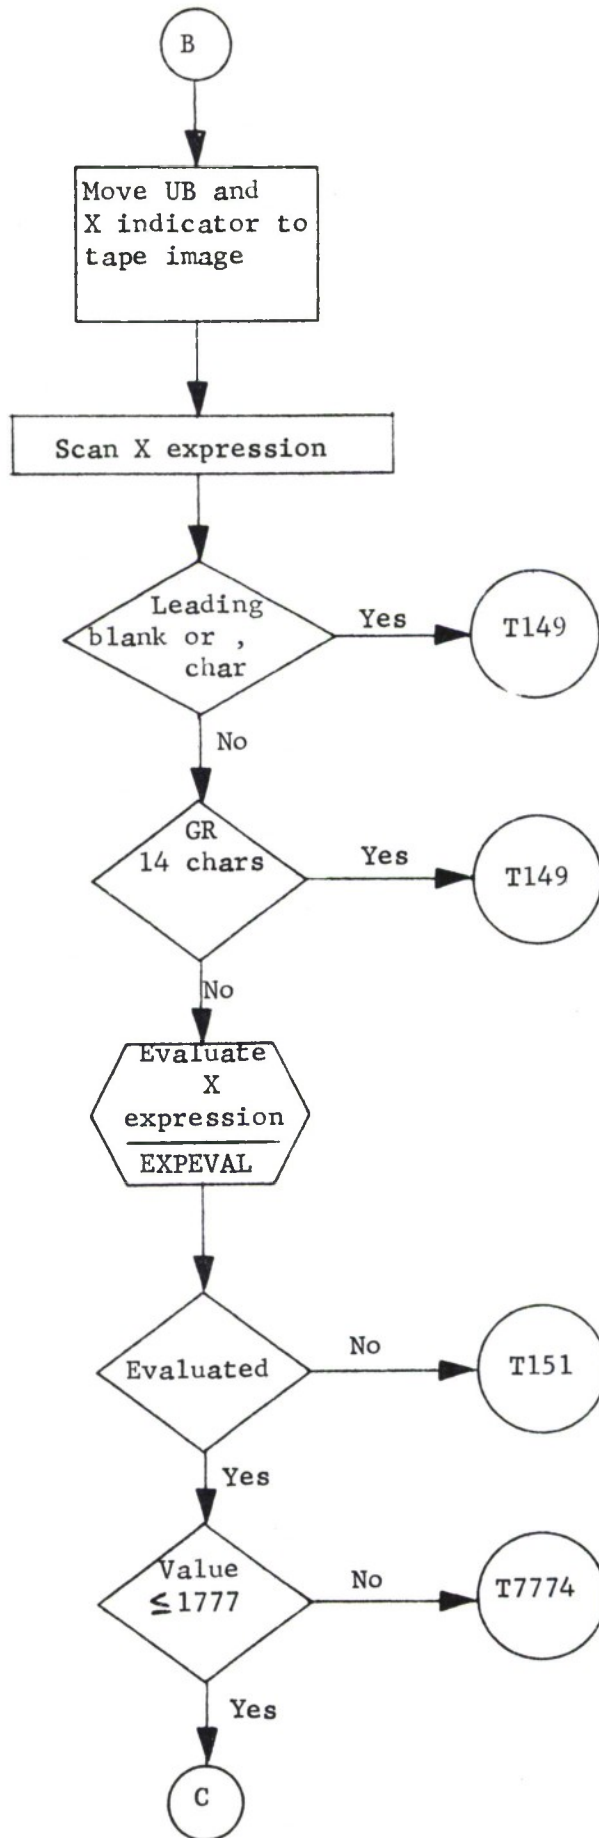 B
Move UB and
X indicator to
tape image
Scan X expression
Leading
blank or ,
char
Yes
T149
No
GR
14 chars
Yes
T149
No
Evaluate
X
expression
EXPEVAL
Evaluated
No
T151
Yes
Value
≤1777
No
T7774
Yes
C